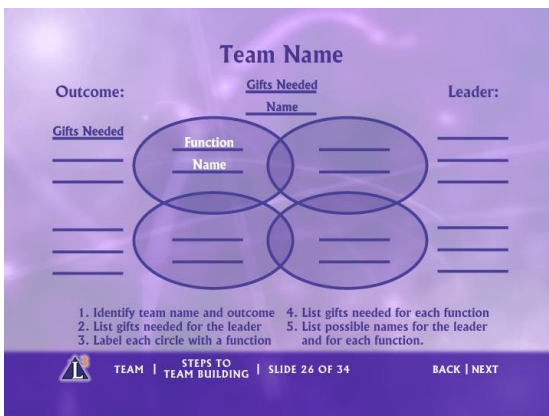 Team Name
Outcome:
Gifts Needed
Name
Leader:
Gifts Needed
Function
Name
1. Identify team name and outcome
2. List gifts needed for the leader
3. Label each circle with a function
4. List gifts needed for each function
5. List possible names for the leader
and for each function.
L3
TEAM | STEPS TO
TEAM BUILDING | SLIDE 26 OF 34
BACK | NEXT